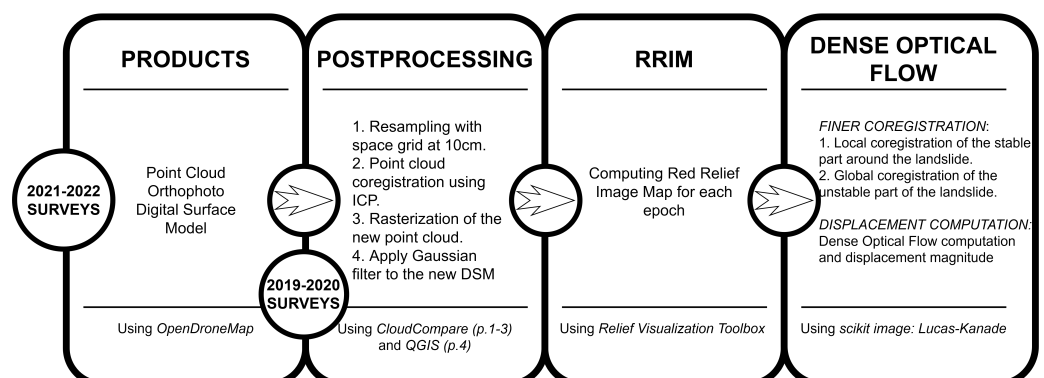 2021-2022
SURVEYS
PRODUCTS
Point Cloud
Orthophoto
Digital Surface
Model
Using OpenDroneMap
2019-2020
SURVEYS
POSTPROCESSING
1. Resampling with
space grid at 10cm.
2. Point cloud
coregistration using
ICP.
3. Rasterization of the
new point cloud.
4. Apply Gaussian
filter to the new DSM
Using CloudCompare (p.1-3)
and QGIS (p.4)
RRIM
Computing Red Relief
Image Map for each
epoch
Using Relief Visualization Toolbox
DENSE OPTICAL
FLOW
FINER COREGISTRATION:
1. Local coregistration of the stable
part around the landslide.
2. Global coregistration of the
unstable part of the landslide.
DISPLACEMENT COMPUTATION:
Dense Optical Flow computation
and displacement magnitude
Using scikit image: Lucas-Kanade